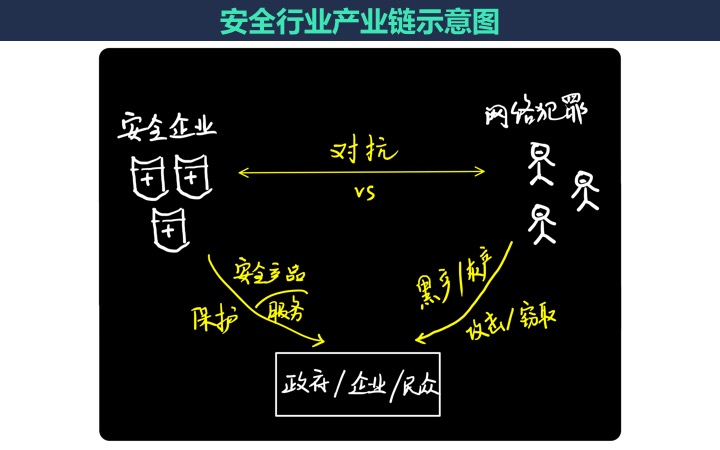 安全行业产业链示意图
安全企业
网络犯罪
对抗
vs
安全产品
服务
保护
黑产/灰产
攻击/窃取
政府/企业/民众